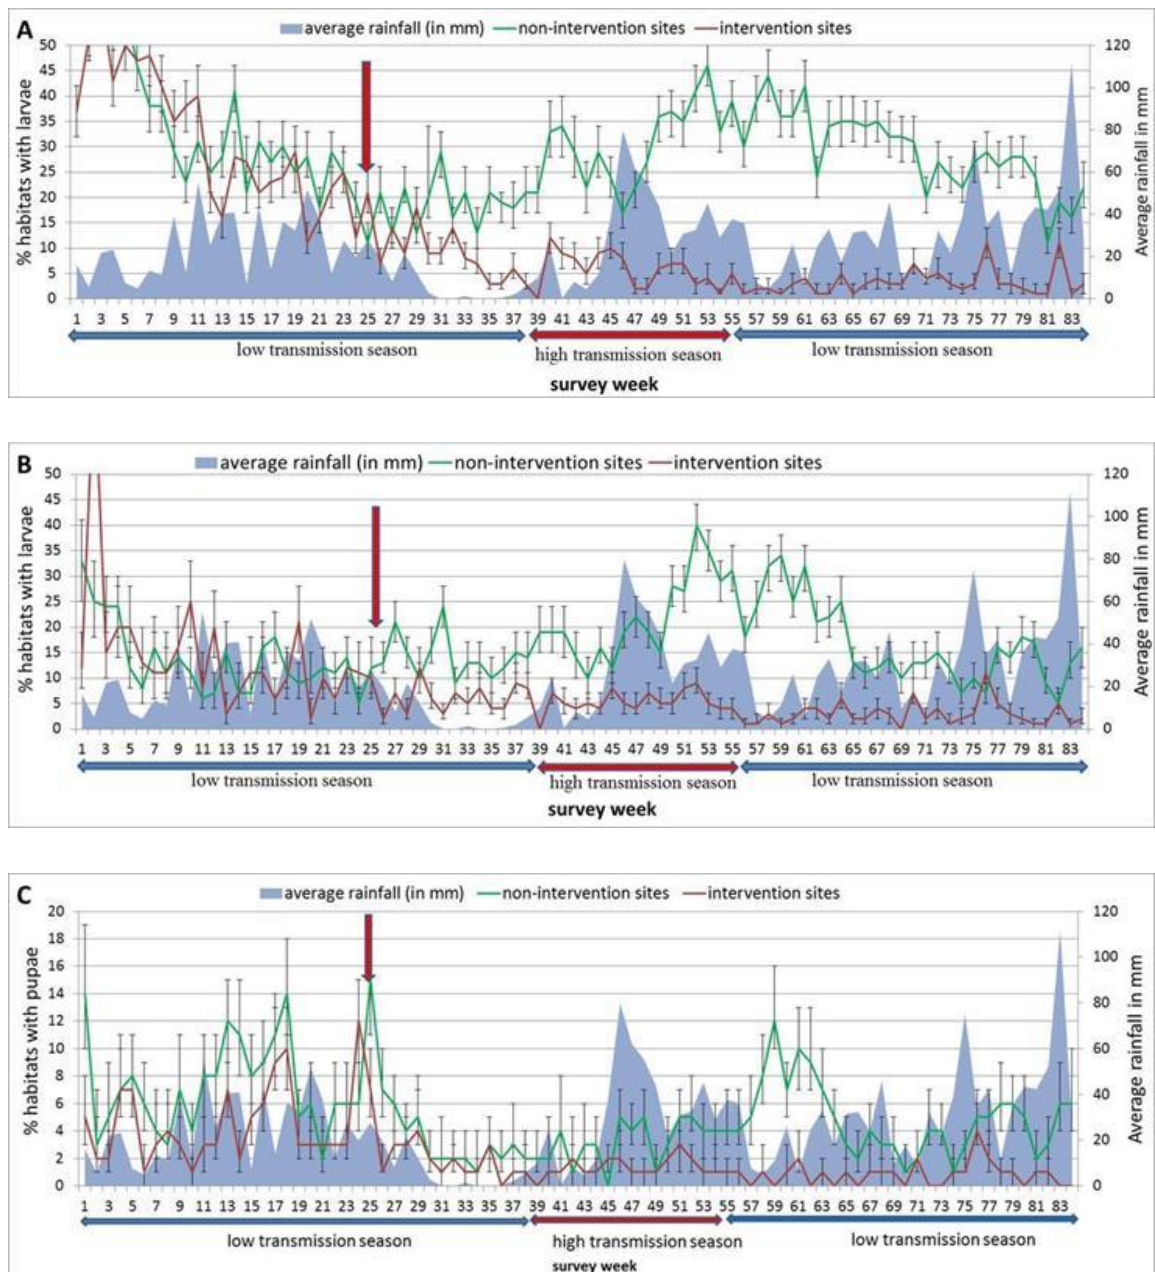 A
average rainfall (in mm) non-intervention sites intervention sites
50 120
45
40 100
35
30 80
25 60
20
15 40
10
5 20
0 0
% habitats with larvae
Average rainfall in mm
1 3 5 7 9 11 13 15 17 19 21 23 25 27 29 31 33 35 37 39 41 43 45 47 49 51 53 55 57 59 61 63 65 67 69 71 73 75 77 79 81 83
low transmission season high transmission season low transmission season
survey week
B
average rainfall (in mm) non-intervention sites intervention sites
50 120
45
40 100
35
30 80
25 60
20
15 40
10
5 20
0 0
% habitats with larvae
Average rainfall in mm
1 3 5 7 9 11 13 15 17 19 21 23 25 27 29 31 33 35 37 39 41 43 45 47 49 51 53 55 57 59 61 63 65 67 69 71 73 75 77 79 81 83
low transmission season high transmission season low transmission season
survey week
C
average rainfall (in mm) non-intervention sites intervention sites
20 120
18
16 100
14 80
12
10 60
8
6 40
4
2 20
0 0
% habitats with pupae
Average rainfall in mm
1 3 5 7 9 11 13 15 17 19 21 23 25 27 29 31 33 35 37 39 41 43 45 47 49 51 53 55 57 59 61 63 65 67 69 71 73 75 77 79 81 83
low transmission season high transmission season low transmission season
survey week